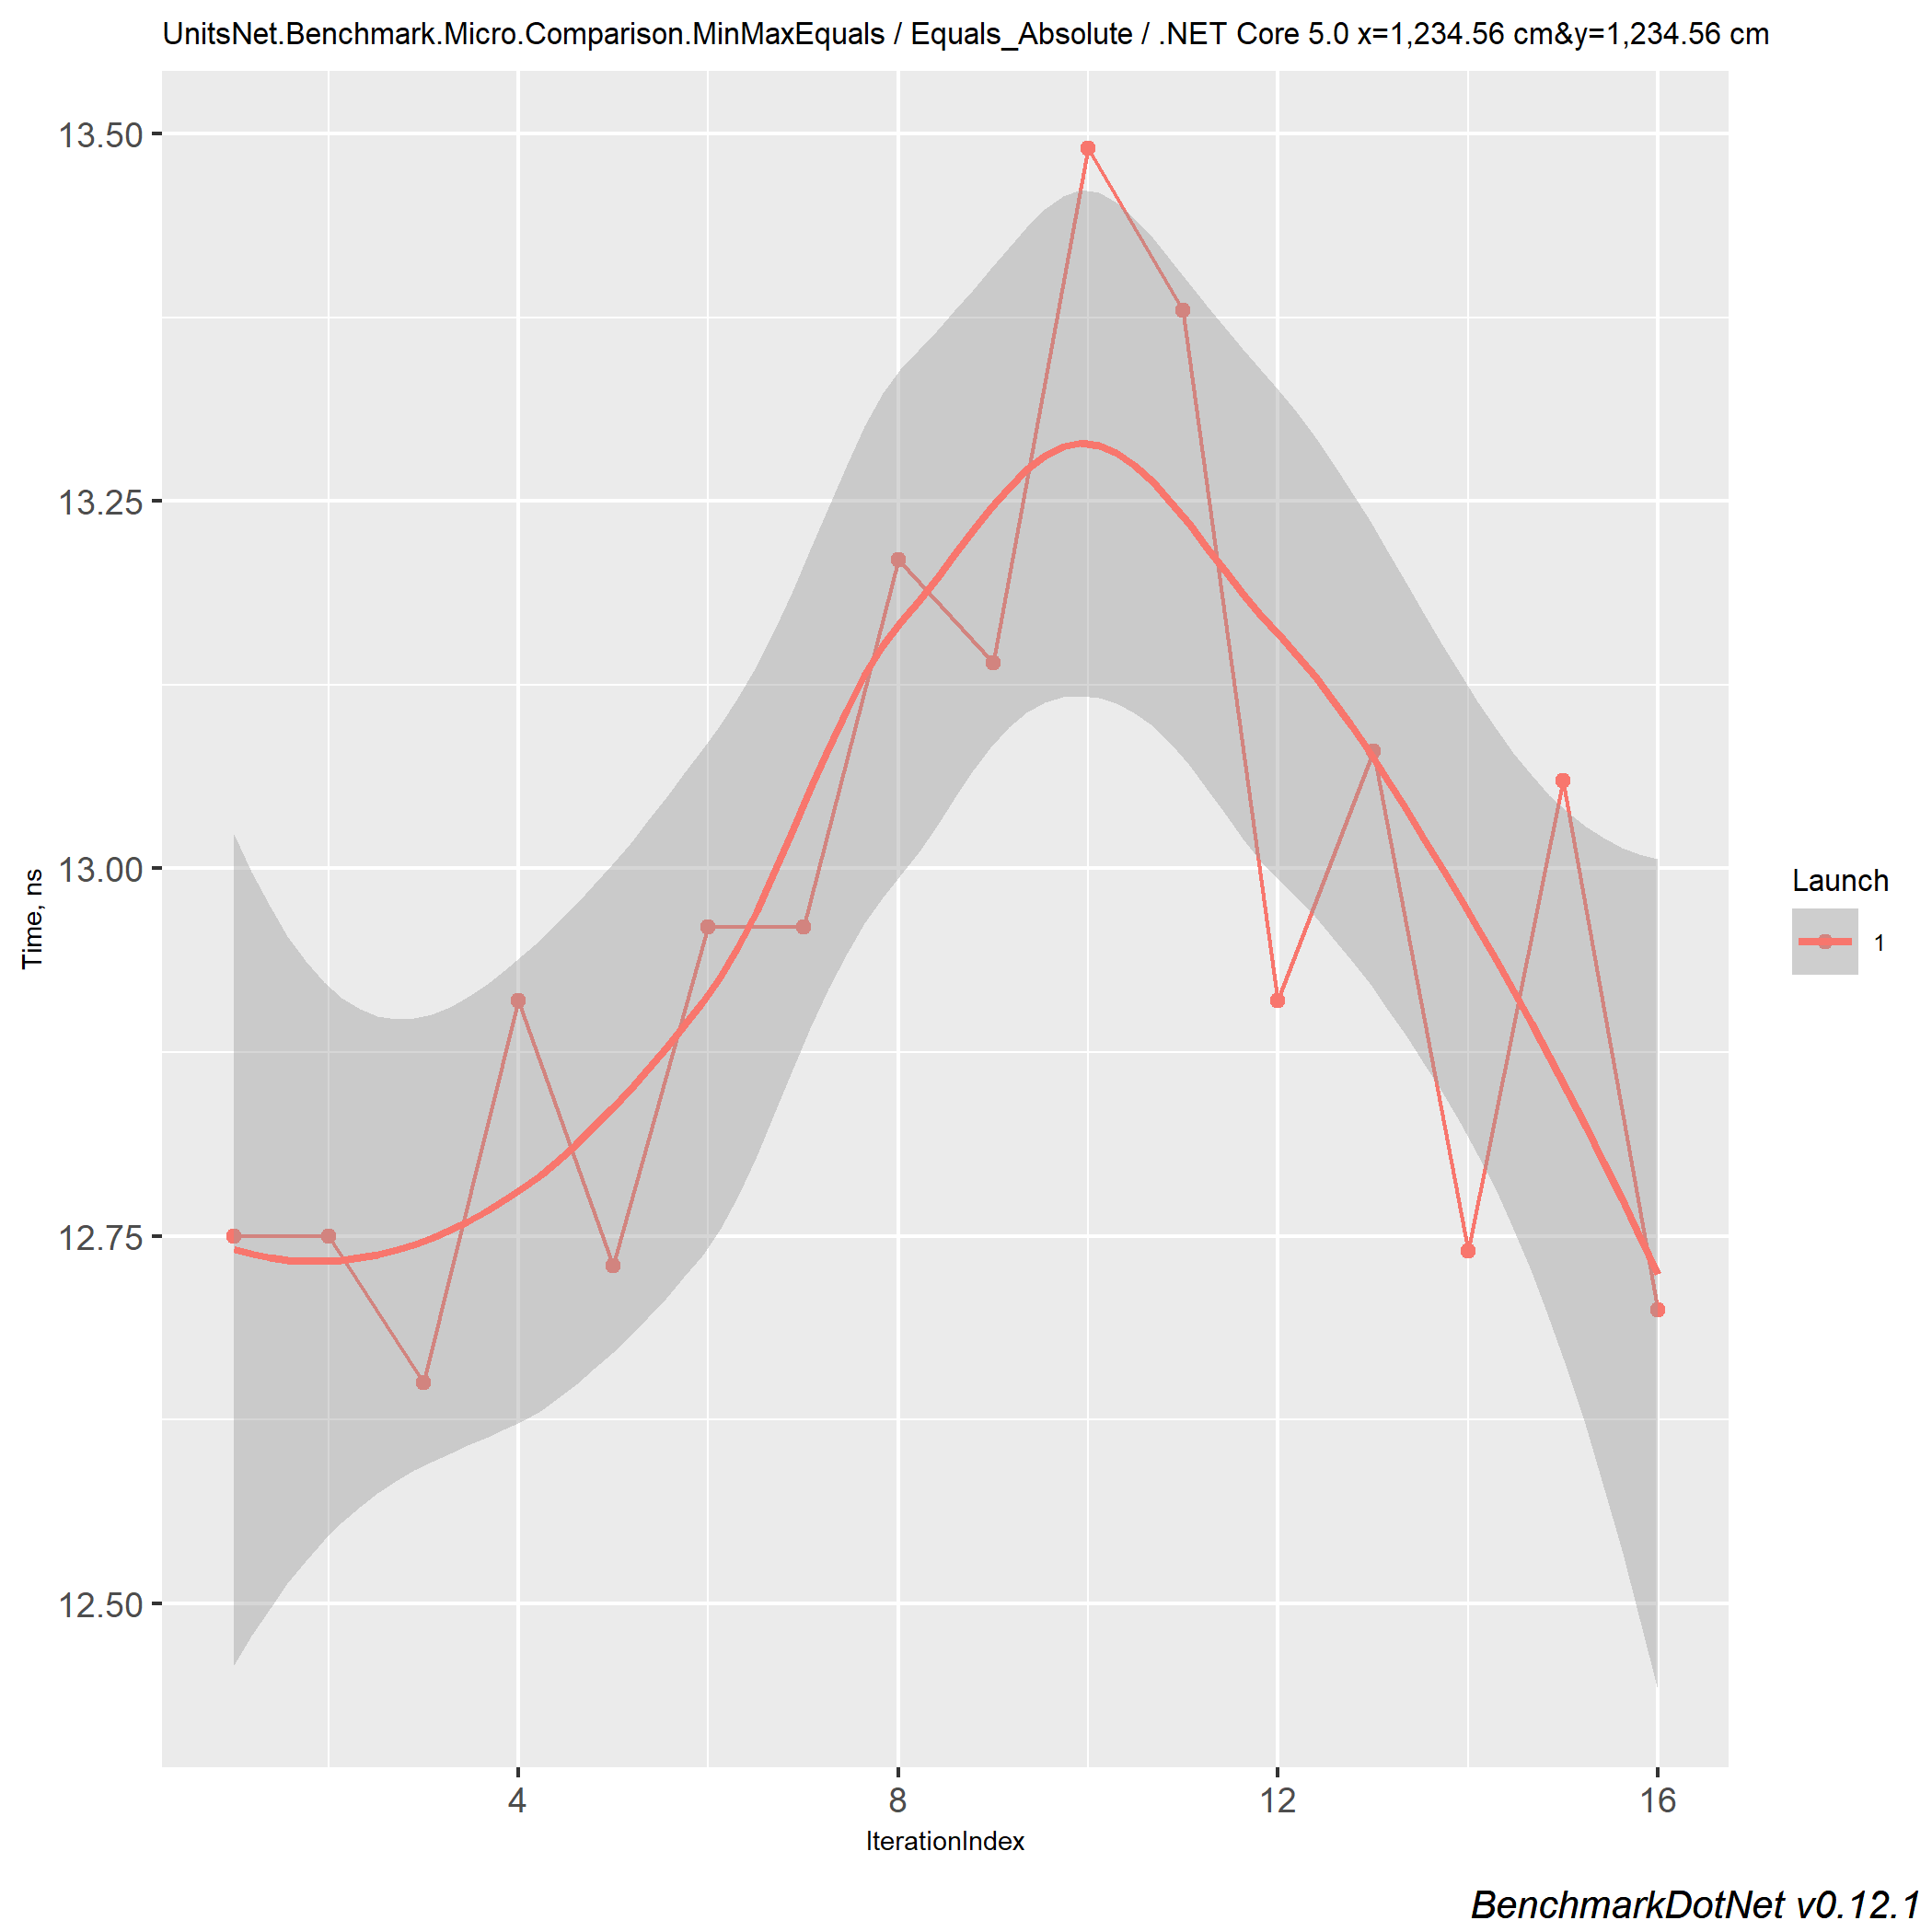 UnitsNet.Benchmark.Micro.Comparison.MinMaxEquals / Equals_Absolute / .NET Core 5.0 x=1,234.56 cm&y=1,234.56 cm
13.50
13.25
13.00
12.75
12.50
Time, ns
4
8
12
16
IterationIndex
Launch
1
BenchmarkDotNet v0.12.1